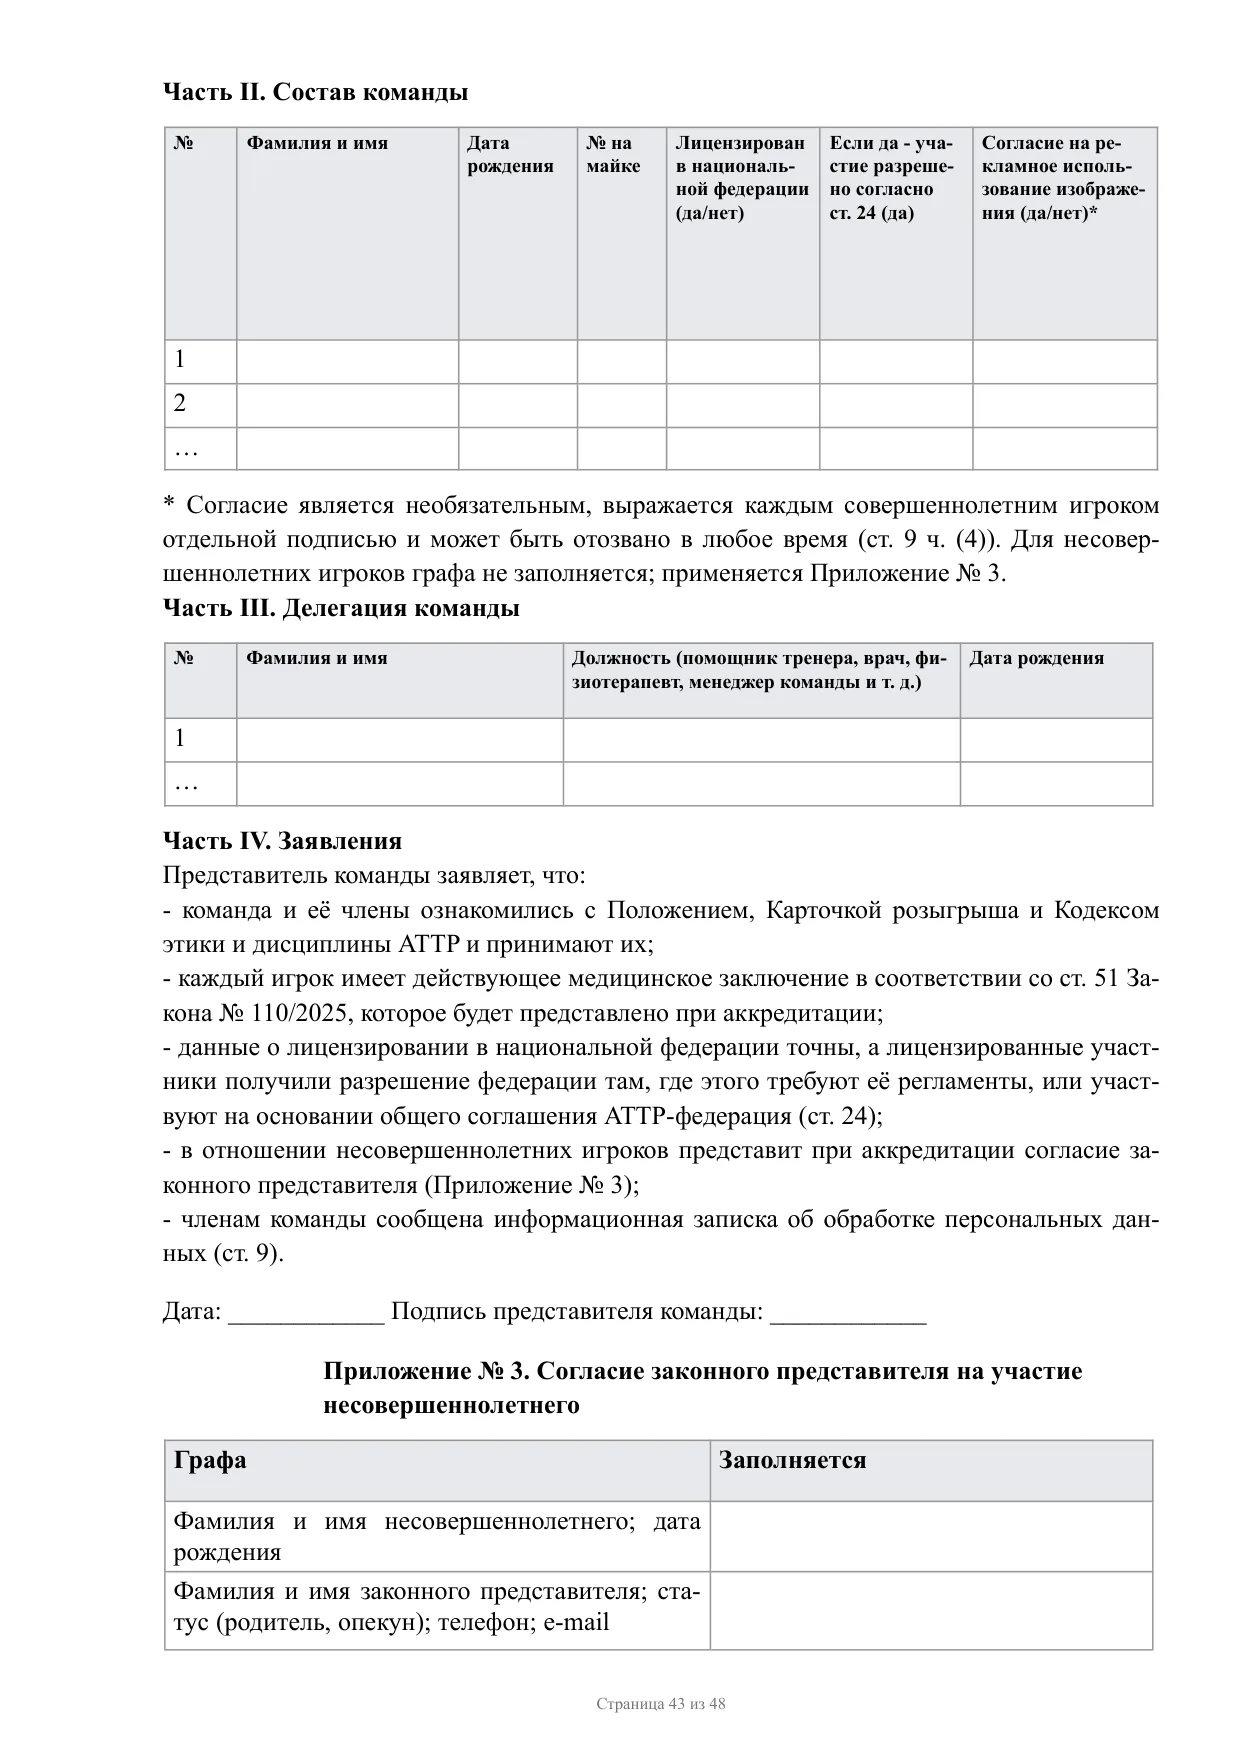 Часть II. Состав команды
№ Фамилия и имя Дата рождения № на майке Лицензирован в националь-ной федерации (да/нет) Если да - уча-стие разреше-но согласно ст. 24 (да) Согласие на ре-кламное исполь-зование изображе-ния (да/нет)*
1
2
…
* Согласие является необязательным, выражается каждым совершеннолетним игроком
отдельной подписью и может быть отозвано в любое время (ст. 9 ч. (4)). Для несовер-
шеннолетних игроков графа не заполняется; применяется Приложение № 3.
Часть III. Делегация команды
№ Фамилия и имя Должность (помощник тренера, врач, фи-зиотерапевт, менеджер команды и т. д.) Дата рождения
1
…
Часть IV. Заявления
Представитель команды заявляет, что:
- команда и её члены ознакомились с Положением, Карточкой розыгрыша и Кодексом
этики и дисциплины АТТР и принимают их;
- каждый игрок имеет действующее медицинское заключение в соответствии со ст. 51 За-
кона № 110/2025, которое будет представлено при аккредитации;
- данные о лицензировании в национальной федерации точны, а лицензированные участ-
ники получили разрешение федерации там, где этого требуют её регламенты, или участ-
вуют на основании общего соглашения АТТР-федерация (ст. 24);
- в отношении несовершеннолетних игроков представит при аккредитации согласие за-
конного представителя (Приложение № 3);
- членам команды сообщена информационная записка об обработке персональных дан-
ных (ст. 9).
Дата: ____________ Подпись представителя команды: ____________
Приложение № 3. Согласие законного представителя на участие
несовершеннолетнего
Графа Заполняется
Фамилия и имя несовершеннолетнего; дата
рождения
Фамилия и имя законного представителя; ста-
тус (родитель, опекун); телефон; e-mail
Страница 43 из 48